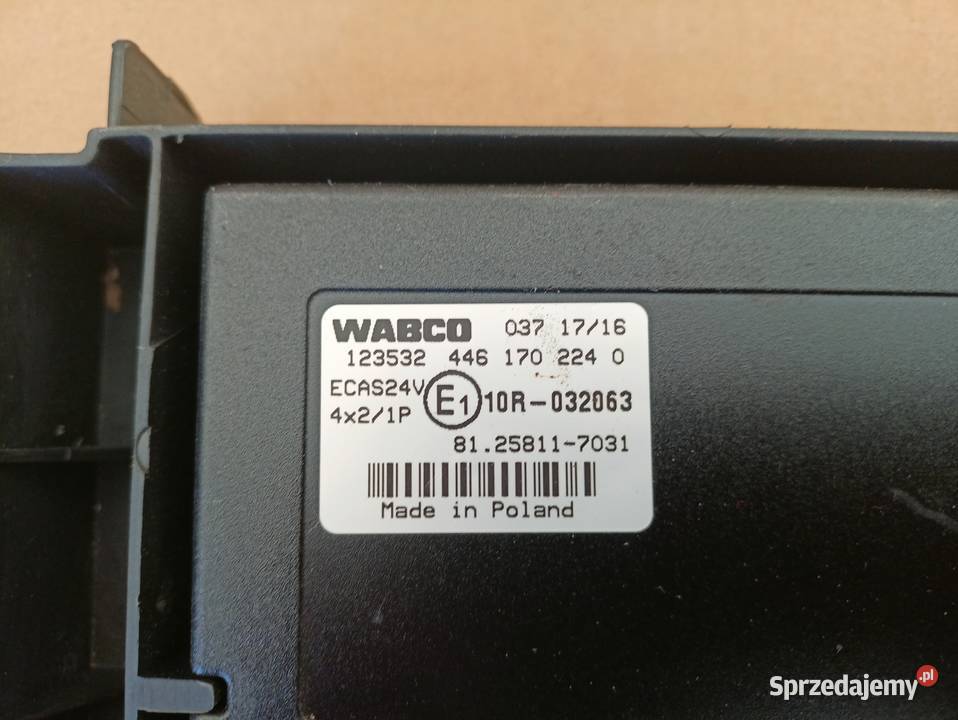 WABCO 037 17/16
123532 446 170 224 0
ECAS24V
4x2/1P
E1 10R-032063
81.25811-7031
Made in Poland
Sprzedajemy.pl